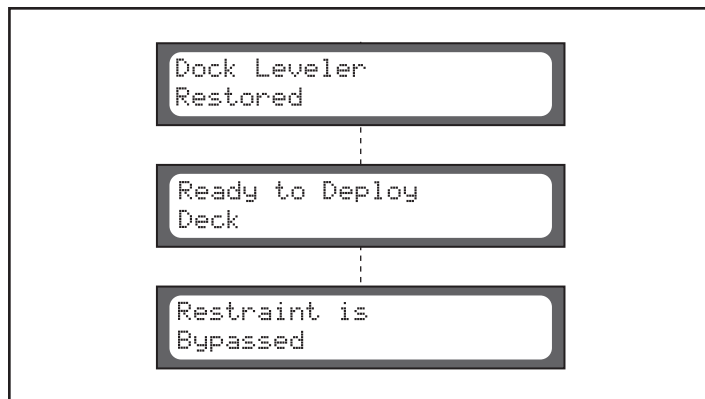 Dock Leveler
Restored
Ready to Deploy
Deck
Restraint is
Bypassed